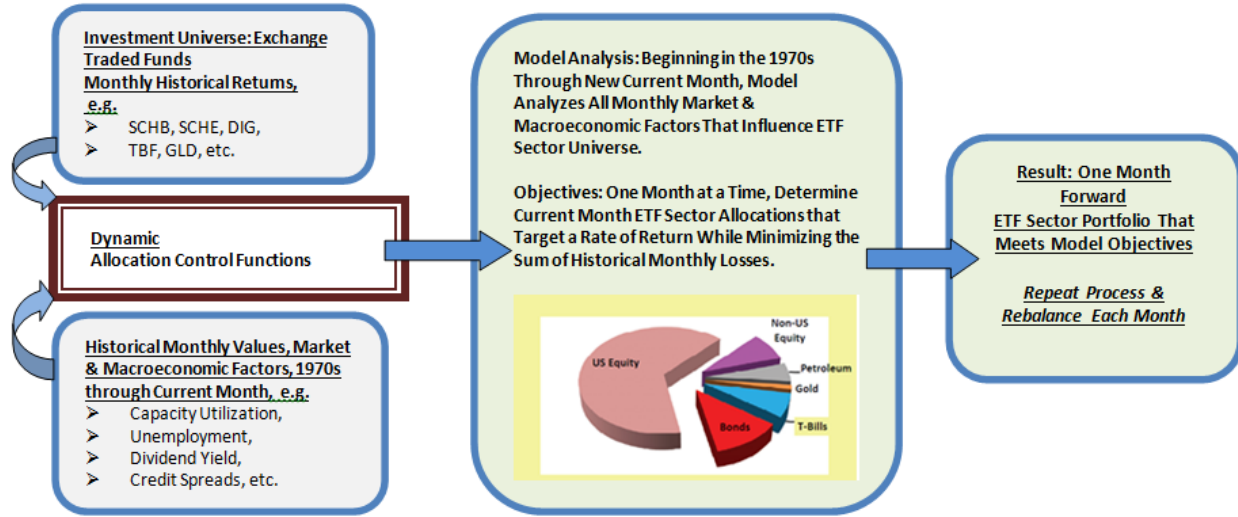 Investment Universe: Exchange
Traded Funds
Monthly Historical Returns,
e.g.
➢ SCHB, SCHE, DIG,
➢ TBF, GLD, etc.
Dynamic
Allocation Control Functions
Historical Monthly Values, Market
& Macroeconomic Factors, 1970s
through Current Month, e.g.
➢ Capacity Utilization,
➢ Unemployment,
➢ Dividend Yield,
➢ Credit Spreads, etc.
Model Analysis: Beginning in the 1970s
Through New Current Month, Model
Analyzes All Monthly Market &
Macroeconomic Factors That Influence ETF
Sector Universe.
Objectives: One Month at a Time, Determine
Current Month ETF Sector Allocations that
Target a Rate of Return While Minimizing the
Sum of Historical Monthly Losses.
US Equity
Non-US
Equity
Petroleum
Gold
T-Bills
Bonds
Result: One Month
Forward
ETF Sector Portfolio That
Meets Model Objectives
Repeat Process &
Rebalance Each Month